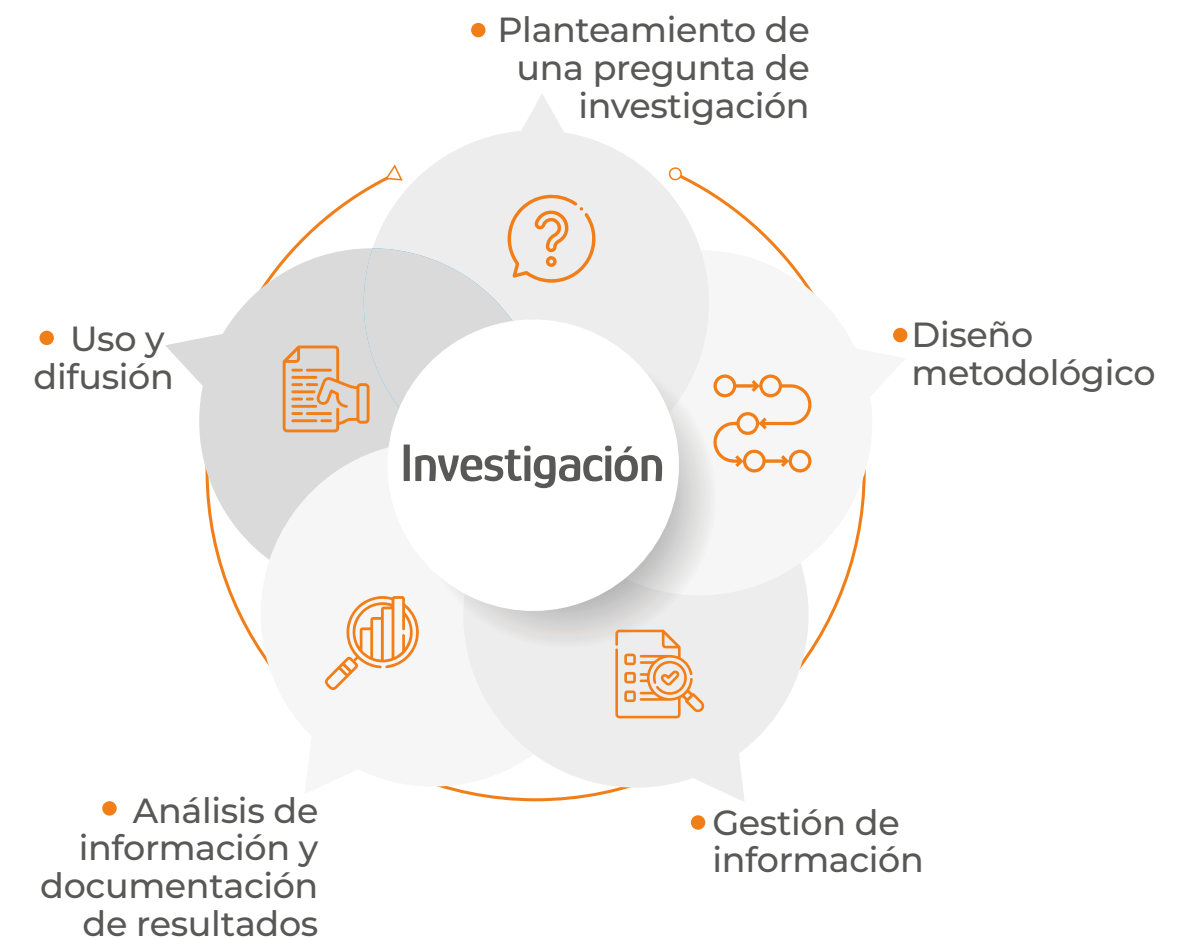 Planteamiento de
una pregunta de
investigación
Diseño
metodológico
Gestión de
información
Análisis de
información y
documentación
de resultados
Uso y
difusión
Investigación